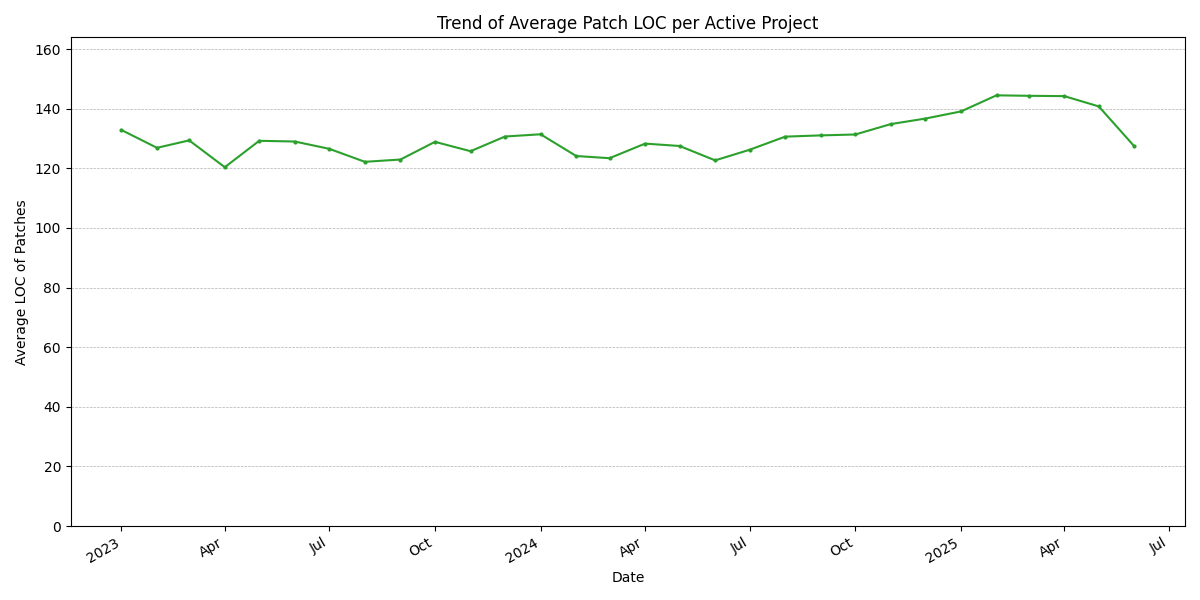 Trend of Average Patch LOC per Active Project
160
140
120
100
80
60
40
20
0
Average LOC of Patches
2023
Apr
Jul
Oct
2024
Apr
Jul
Oct
2025
Apr
Jul
Date